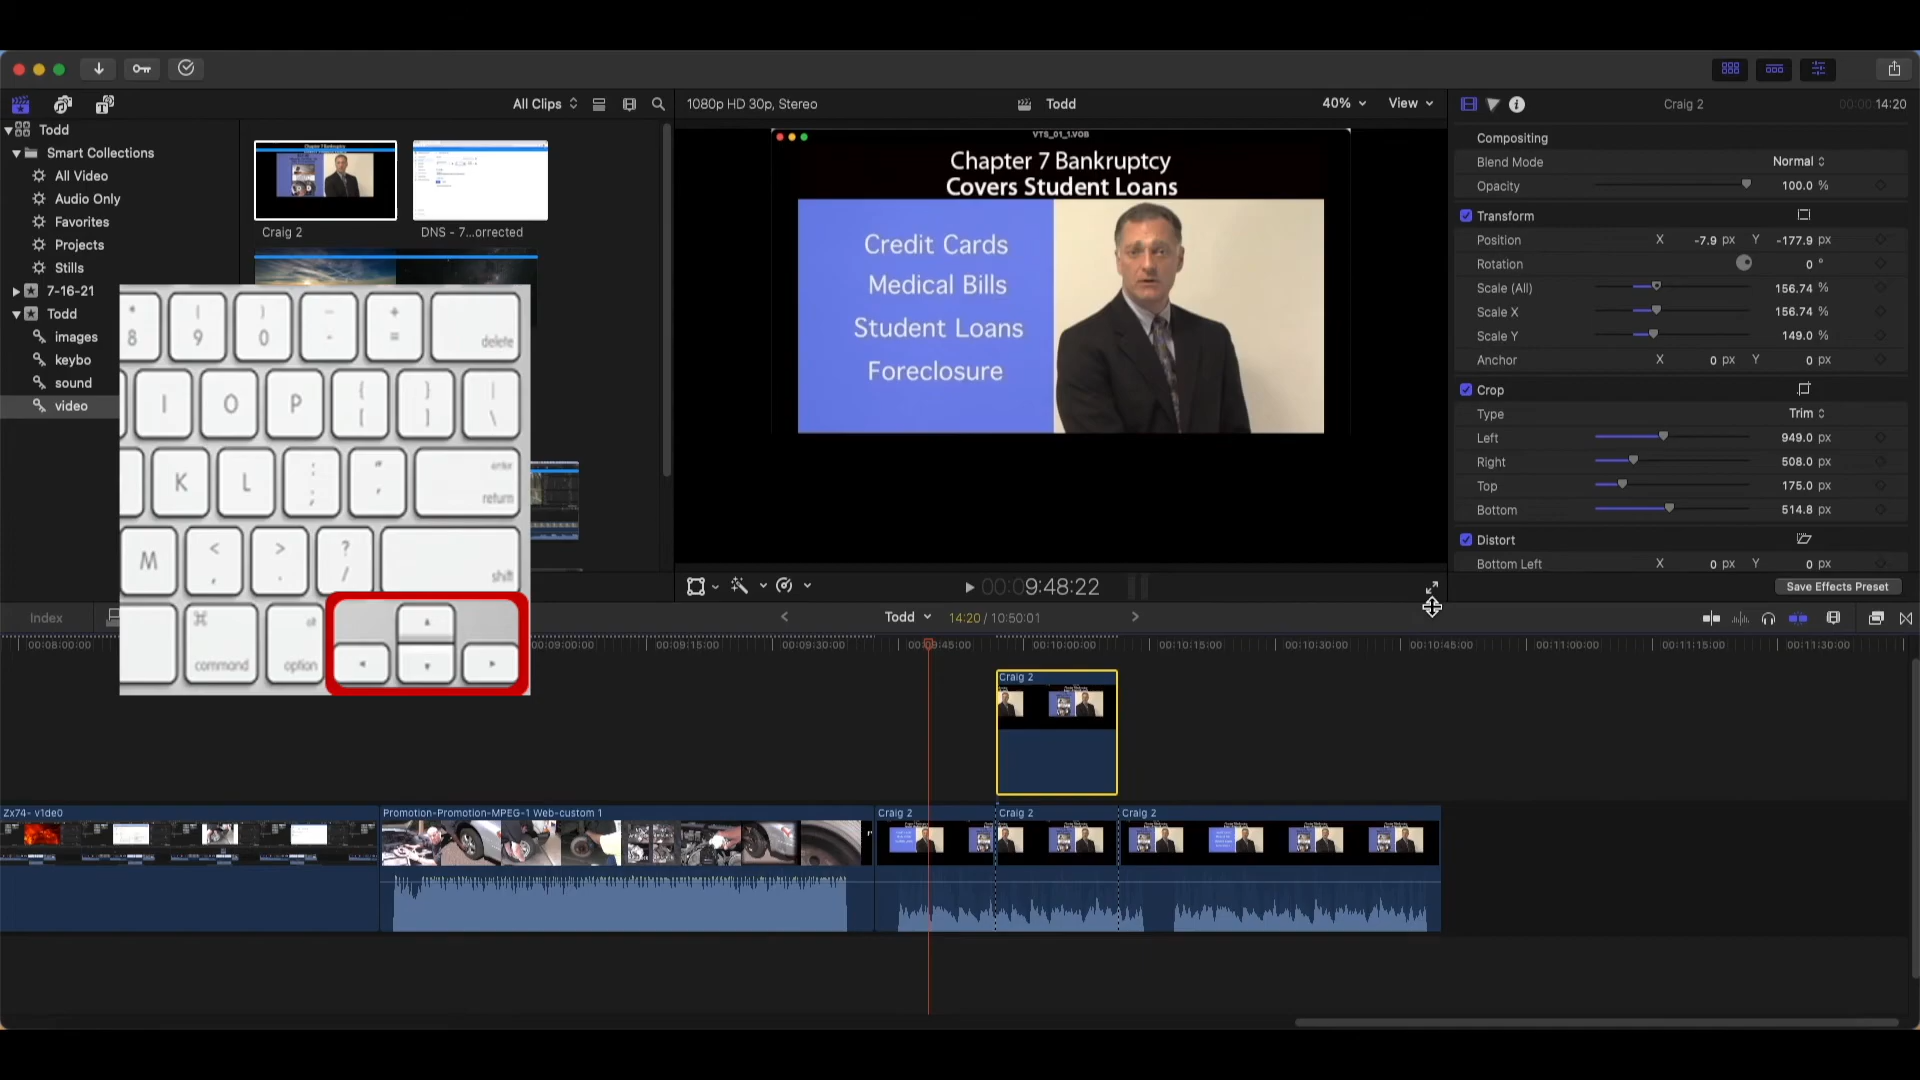 All Clips
1080p HD 30p, Stereo
Todd
40%
View
Craig 2
00:00:14:20
Todd
Smart Collections
All Video
Audio Only
Favorites
Projects
Stills
7-16-21
Todd
images
keybo
sound
video
Craig 2
DNS - 7...orrected
VTS_01_1.VOB
Chapter 7 Bankruptcy
Covers Student Loans
Credit Cards
Medical Bills
Student Loans
Foreclosure
Compositing
Blend Mode
Normal
Opacity
100.0 %
Transform
Position
X -7.9 px Y -177.9 px
Rotation
0 °
Scale (All)
156.74 %
Scale X
156.74 %
Scale Y
149.0 %
Anchor
X 0 px Y 0 px
Crop
Type
Trim
Left
949.0 px
Right
508.0 px
Top
175.0 px
Bottom
514.8 px
Distort
Bottom Left
X 0 px Y 0 px
Save Effects Preset
* 8 ( 9 ) 0 - + = delete
I O P { [ } ] | \
K L : ; " ' enter return
M < , > . ? / shift
⌘ command alt option
00:09:48:22
Index
Todd
14:20 / 10:50:01
00:08:00:00
00:09:00:00
00:09:15:00
00:09:30:00
00:10:00:00
00:10:15:00
00:10:30:00
00:10:45:00
00:11:00:00
00:11:15:00
00:11:30:00
Craig 2
Zx74- v1de0
Promotion-Promotion-MPEG-1 Web-custom 1
Craig 2
Craig 2
Craig 2